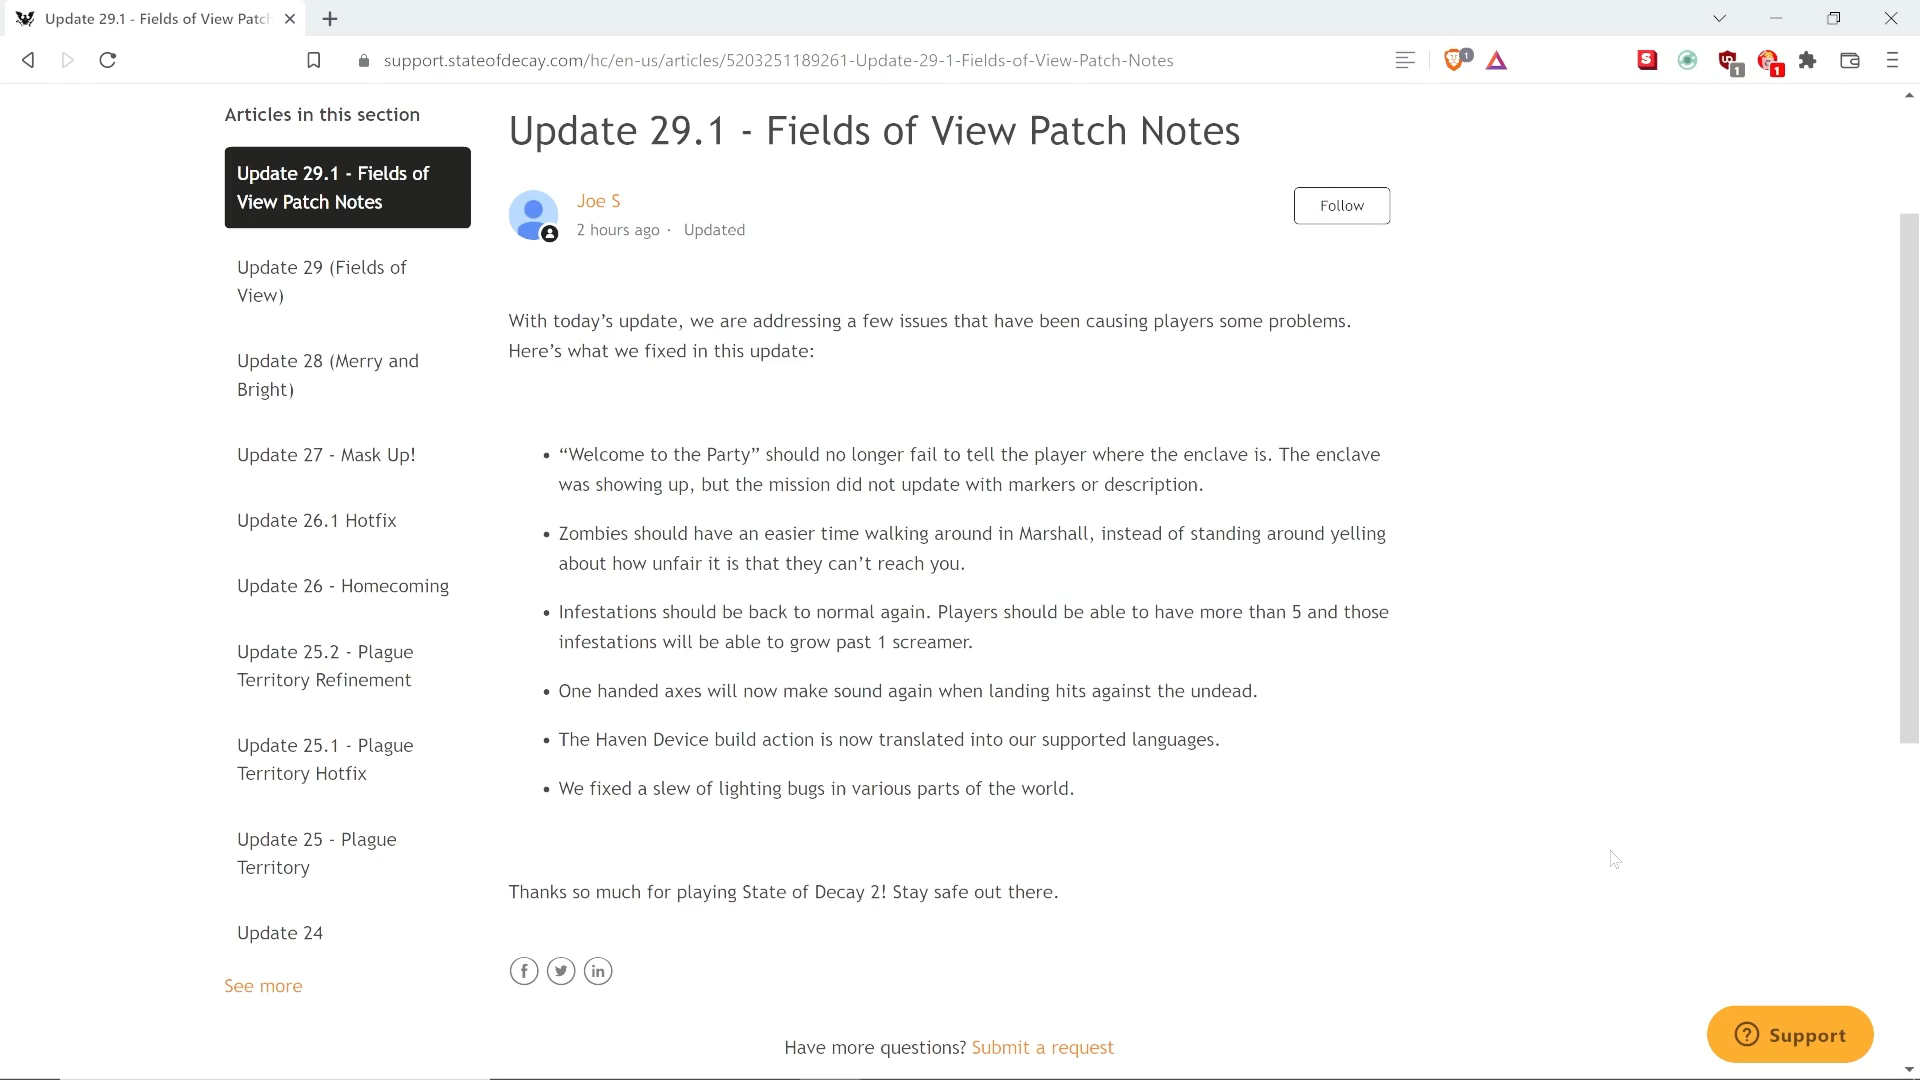 Update 29.1 - Fields of View Patch
support.stateofdecay.com/hc/en-us/articles/5203251189261-Update-29-1-Fields-of-View-Patch-Notes
1
1
1
Articles in this section
Update 29.1 - Fields of
View Patch Notes
Update 29 (Fields of
View)
Update 28 (Merry and
Bright)
Update 27 - Mask Up!
Update 26.1 Hotfix
Update 26 - Homecoming
Update 25.2 - Plague
Territory Refinement
Update 25.1 - Plague
Territory Hotfix
Update 25 - Plague
Territory
Update 24
See more
Update 29.1 - Fields of View Patch Notes
Joe S
2 hours ago · Updated
Follow
With today’s update, we are addressing a few issues that have been causing players some problems.
Here’s what we fixed in this update:
• “Welcome to the Party” should no longer fail to tell the player where the enclave is. The enclave
was showing up, but the mission did not update with markers or description.
• Zombies should have an easier time walking around in Marshall, instead of standing around yelling
about how unfair it is that they can’t reach you.
• Infestations should be back to normal again. Players should be able to have more than 5 and those
infestations will be able to grow past 1 screamer.
• One handed axes will now make sound again when landing hits against the undead.
• The Haven Device build action is now translated into our supported languages.
• We fixed a slew of lighting bugs in various parts of the world.
Thanks so much for playing State of Decay 2! Stay safe out there.
Have more questions? Submit a request
Support